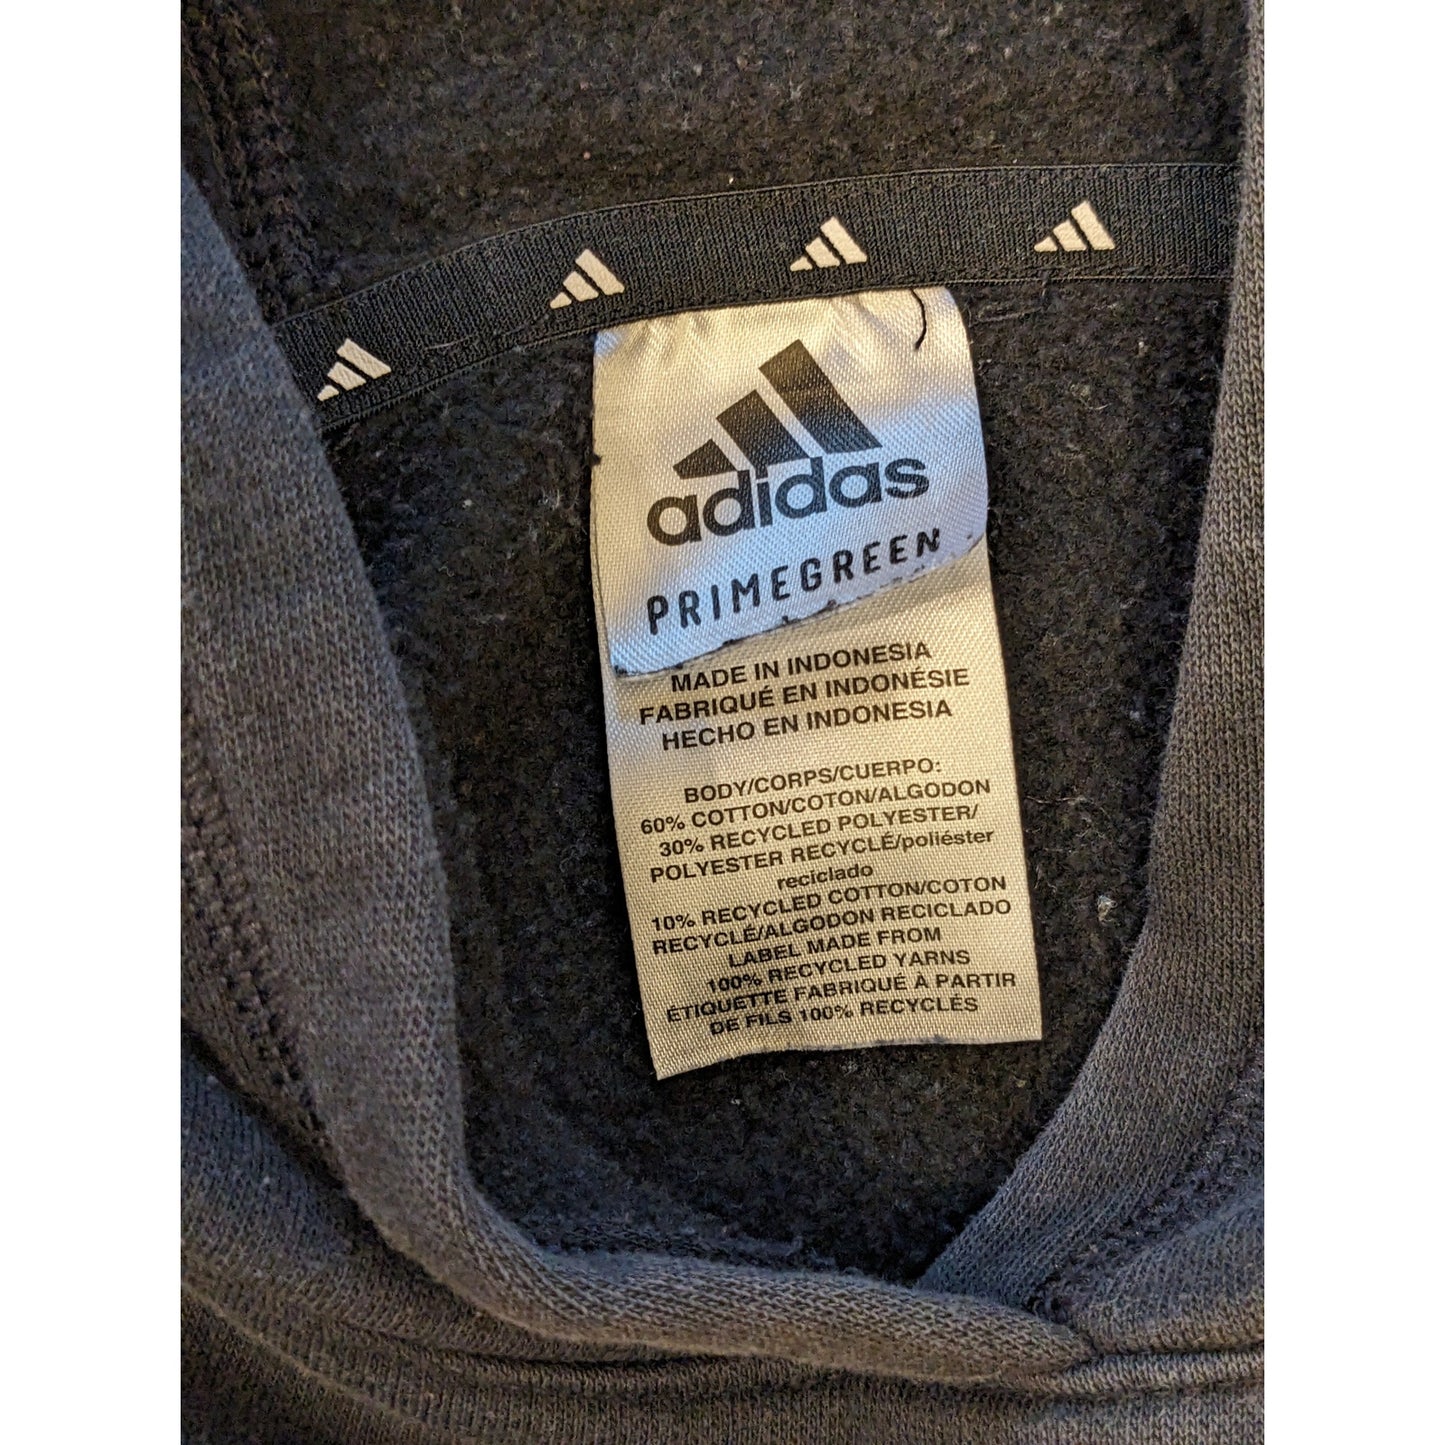 adidas
PRIMEGREEN
MADE IN INDONESIA
FABRIQUÉ EN INDONÉSIE
HECHO EN INDONESIA
BODY/CORPS/CUERPO:
60% COTTON/COTON/ALGODON
30% RECYCLED POLYESTER/
POLYESTER RECYCLÉ/poliéster
reciclado
10% RECYCLED COTTON/COTON
RECYCLÉ/ALGODON RECICLADO
LABEL MADE FROM
100% RECYCLED YARNS
ÉTIQUETTE FABRIQUÉ À PARTIR
DE FILS 100% RECYCLÉS